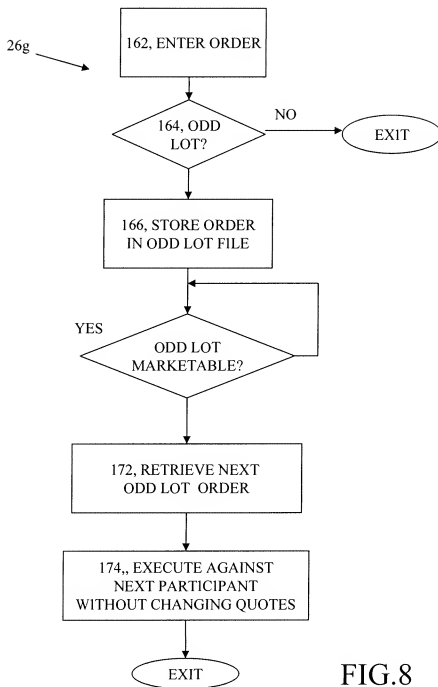 26g
162, ENTER ORDER
164, ODD
LOT?
NO
EXIT
166, STORE ORDER
IN ODD LOT FILE
YES
ODD LOT
MARKETABLE?
172, RETRIEVE NEXT
ODD LOT ORDER
174,, EXECUTE AGAINST
NEXT PARTICIPANT
WITHOUT CHANGING QUOTES
EXIT
FIG.8